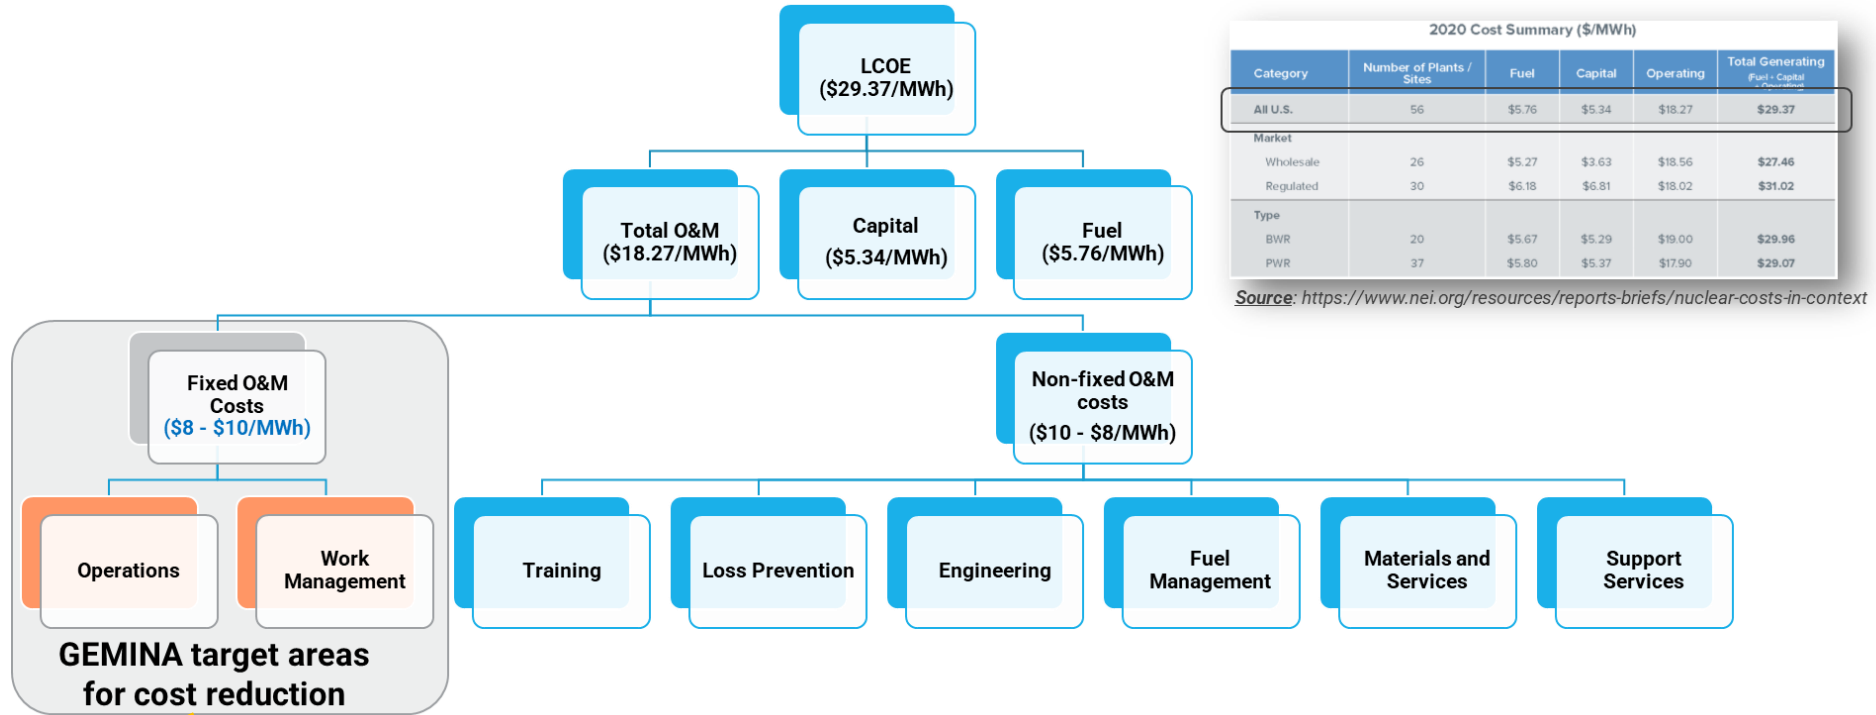 LCOE
($29.37/MWh)
Total O&M
($18.27/MWh)
Capital
($5.34/MWh)
Fuel
($5.76/MWh)
2020 Cost Summary ($/MWh)
Category Number of Plants / Sites Fuel Capital Operating Total Generating
(Fuel + Capital
+ Operating)
All U.S. 56 $5.76 $5.34 $18.27 $29.37
Market
Wholesale 26 $5.27 $3.63 $18.56 $27.46
Regulated 30 $6.18 $6.81 $18.02 $31.02
Type
BWR 20 $5.67 $5.29 $19.00 $29.96
PWR 37 $5.80 $5.37 $17.90 $29.07
Source: https://www.nei.org/resources/reports-briefs/nuclear-costs-in-context
Fixed O&M
Costs
($8 - $10/MWh)
Non-fixed O&M
costs
($10 - $8/MWh)
Operations
Work
Management
Training
Loss Prevention
Engineering
Fuel
Management
Materials and
Services
Support
Services
GEMINA target areas
for cost reduction